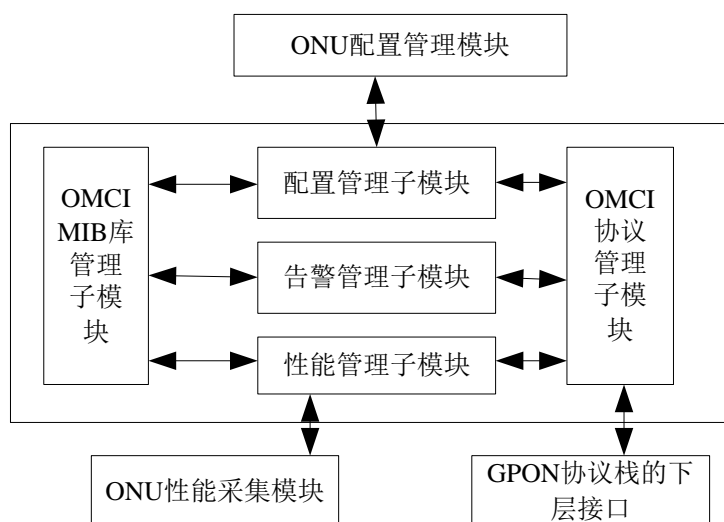 ONU配置管理模块
OMCI
MIB库
管理
子模
块
配置管理子模块
告警管理子模块
性能管理子模块
OMCI
协议
管理
子模
块
ONU性能采集模块
GPON协议栈的下
层接口